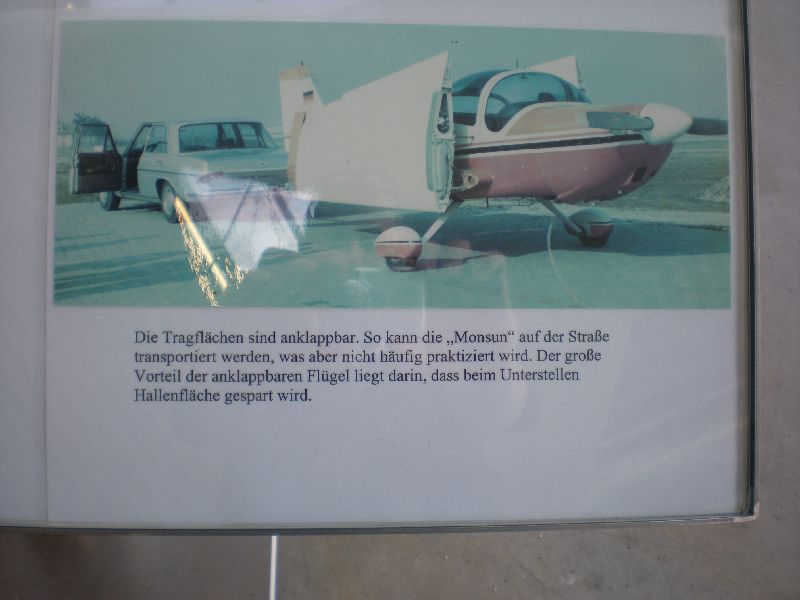 Die Tragflächen sind anklappbar. So kann die „Monsun“ auf der Straße
transportiert werden, was aber nicht häufig praktiziert wird. Der große
Vorteil der anklappbaren Flügel liegt darin, dass beim Unterstellen
Hallenfläche gespart wird.